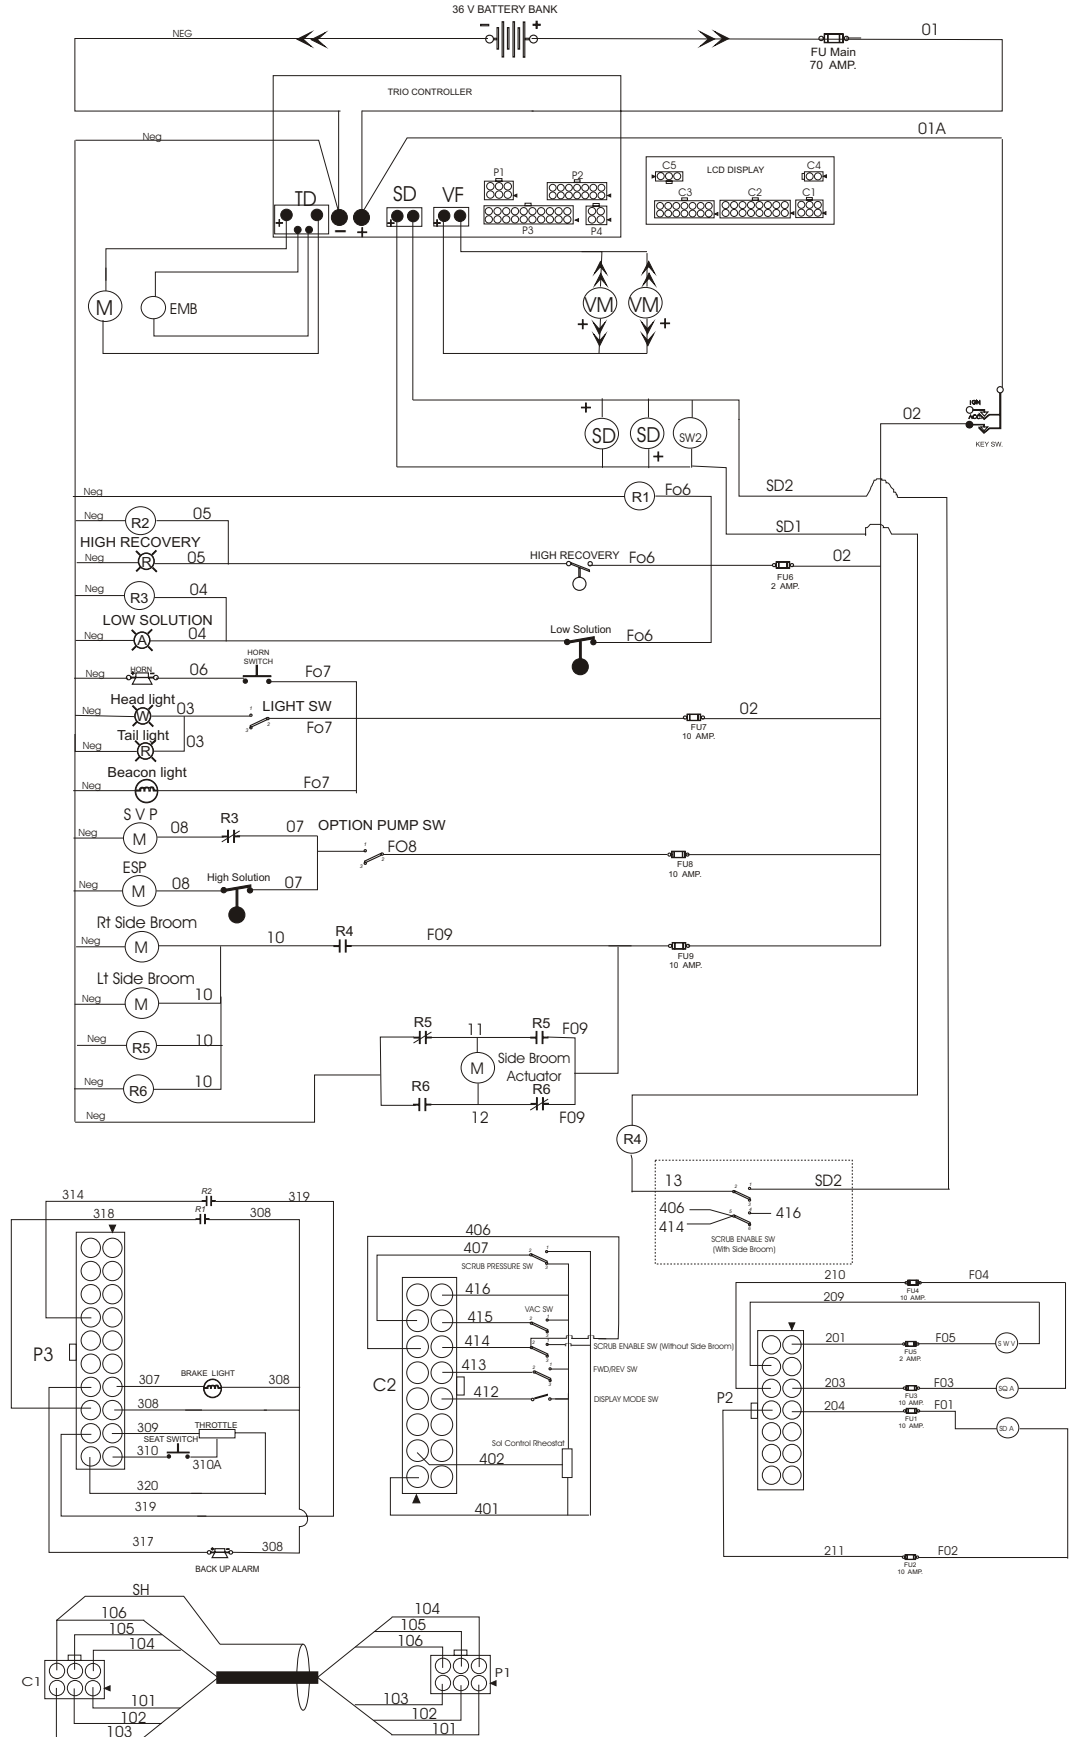 36 V BATTERY BANK
NEG
01
FU Main
70 AMP.
TRIO CONTROLLER
01A
Neg
LCD DISPLAY
C5
C4
C3
C2
C1
TD
SD
VF
P1
P2
P3
P4
M
EMB
VM
VM
IGN
ACC
KEY SW.
02
SD
SD
SW2
SD2
SD1
Neg
R1
Fo6
Neg
R2
05
HIGH RECOVERY
Neg
R
05
HIGH RECOVERY
Fo6
FU6
2 AMP.
02
Neg
R3
04
LOW SOLUTION
Neg
A
04
Low Solution
Fo6
Neg
HORN
06
HORN
SWITCH
Fo7
Head light
Neg
W
03
LIGHT SW
1
2
3
Fo7
FU7
10 AMP.
02
Tail light
Neg
R
03
Beacon light
Neg
Fo7
S V P
Neg
M
08
R3
07
OPTION PUMP SW
1
2
3
FO8
FU8
10 AMP.
ESP
Neg
M
08
High Solution
07
Rt Side Broom
Neg
M
10
R4
F09
FU9
10 AMP.
Lt Side Broom
Neg
M
10
Neg
R5
10
Neg
R6
10
Neg
R5
11
R5
F09
M
Side Broom
Actuator
R6
12
R6
F09
R4
13
SD2
406
414
416
SCRUB ENABLE SW
(With Side Broom)
314
R2
319
318
R1
308
P3
307
BRAKE LIGHT
308
308
309
THROTTLE
SEAT SWITCH
310
310A
320
319
317
308
BACK UP ALARM
406
407
SCRUB PRESSURE SW
416
415
VAC SW
414
SCRUB ENABLE SW (Without Side Broom)
413
FWD/REV SW
C2
412
DISPLAY MODE SW
Sol Control Rheostat
402
401
210
FU4
10 AMP.
F04
209
201
FU5
2 AMP.
F05
S W V
P2
203
FU3
10 AMP.
F03
SQ A
204
FU1
10 AMP.
F01
SD A
211
FU2
10 AMP.
F02
SH
106
105
104
C1
101
102
103
104
105
106
P1
103
102
101